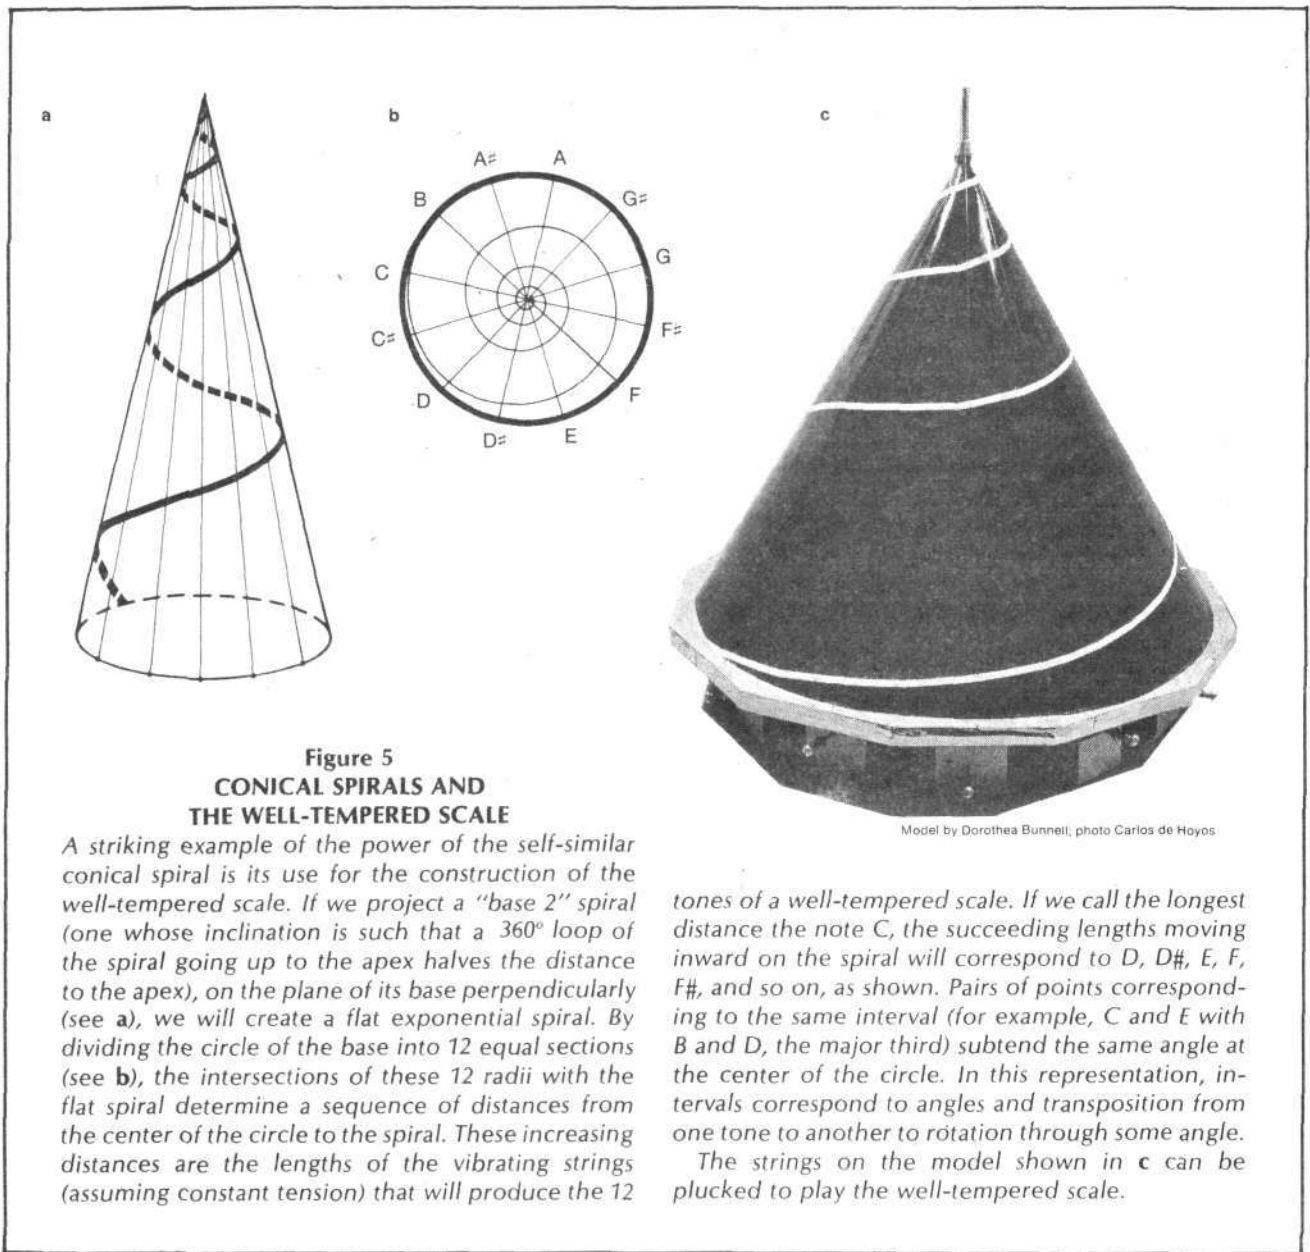 a
b
c
A♯
A
B
G♯
C
G
C♯
F♯
D
F
D♯
E
Figure 5
CONICAL SPIRALS AND
THE WELL-TEMPERED SCALE
A striking example of the power of the self-similar
conical spiral is its use for the construction of the
well-tempered scale. If we project a "base 2" spiral
(one whose inclination is such that a 360° loop of
the spiral going up to the apex halves the distance
to the apex), on the plane of its base perpendicularly
(see a), we will create a flat exponential spiral. By
dividing the circle of the base into 12 equal sections
(see b), the intersections of these 12 radii with the
flat spiral determine a sequence of distances from
the center of the circle to the spiral. These increasing
distances are the lengths of the vibrating strings
(assuming constant tension) that will produce the 12
Model by Dorothea Bunnell; photo Carlos de Hoyos
tones of a well-tempered scale. If we call the longest
distance the note C, the succeeding lengths moving
inward on the spiral will correspond to D, D#, E, F,
F#, and so on, as shown. Pairs of points correspond-
ing to the same interval (for example, C and E with
B and D, the major third) subtend the same angle at
the center of the circle. In this representation, in-
tervals correspond to angles and transposition from
one tone to another to rotation through some angle.
The strings on the model shown in c can be
plucked to play the well-tempered scale.